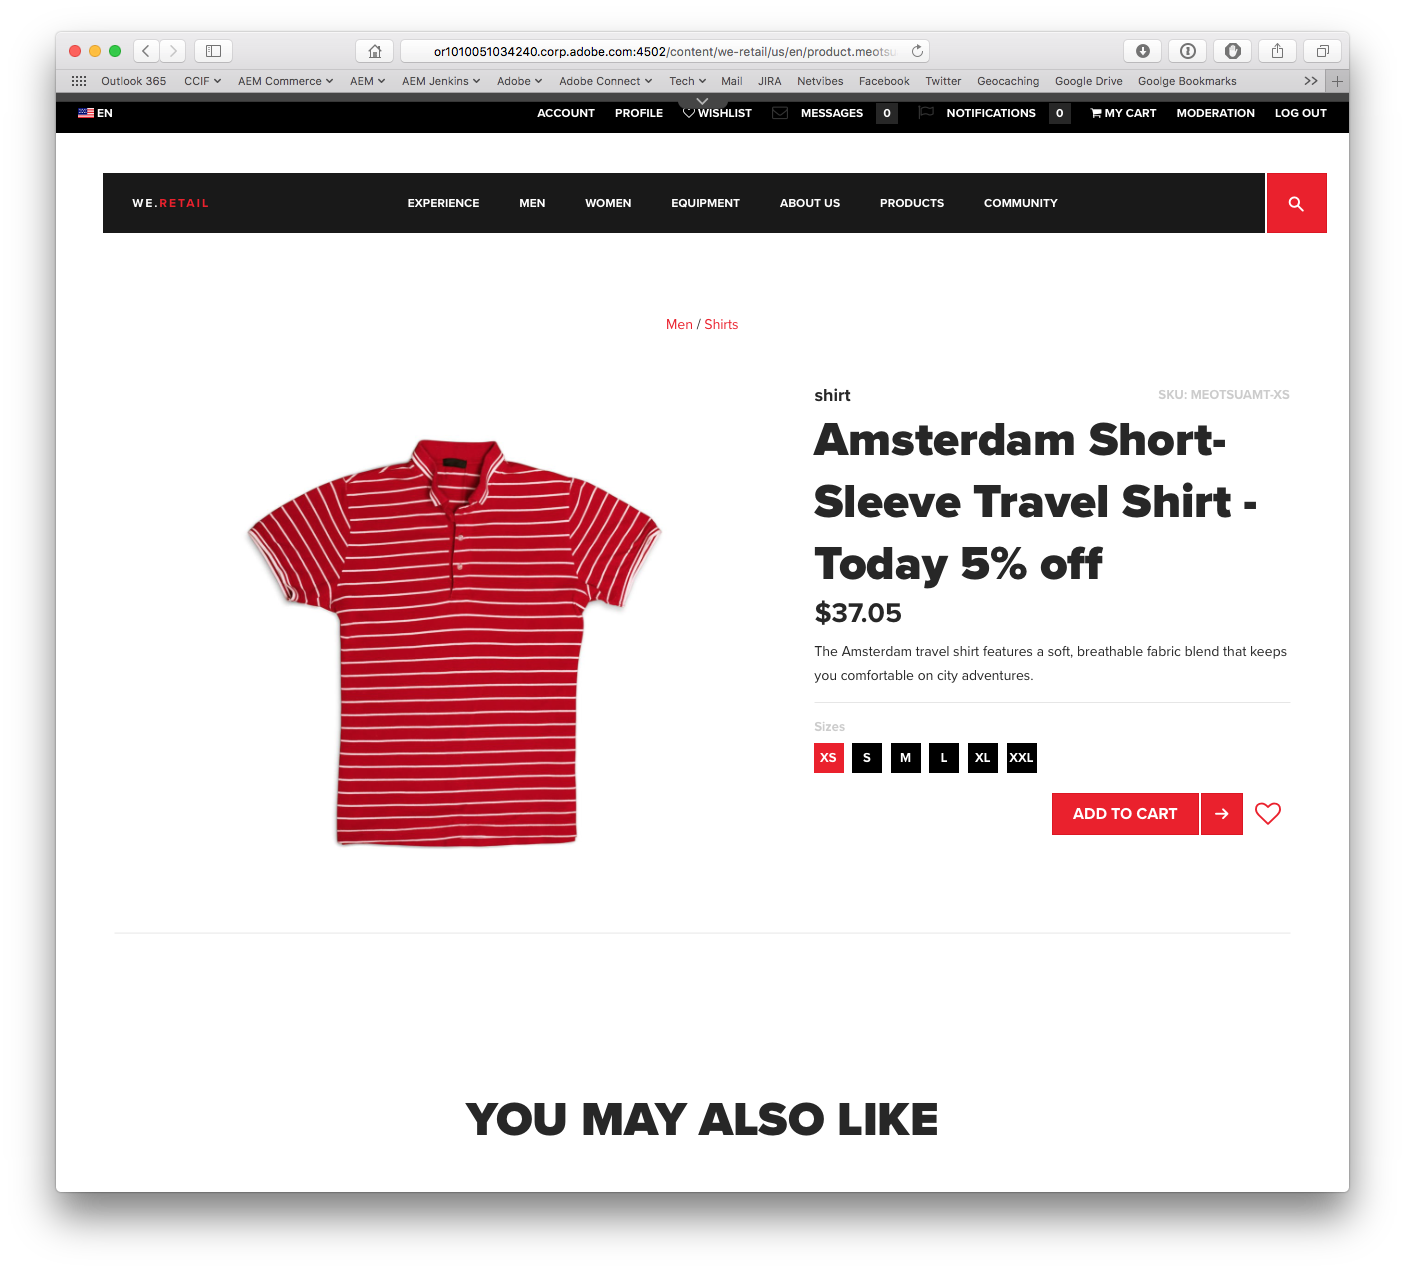 or1010051034240.corp.adobe.com:4502/content/we-retail/us/en/product.meotsu
Outlook 365 CCIF AEM Commerce AEM AEM Jenkins Adobe Adobe Connect Tech Mail JIRA Netvibes Facebook Twitter Geocaching Google Drive Goolge Bookmarks >> +
EN ACCOUNT PROFILE WISHLIST MESSAGES 0 NOTIFICATIONS 0 MY CART MODERATION LOG OUT
WE.RETAIL EXPERIENCE MEN WOMEN EQUIPMENT ABOUT US PRODUCTS COMMUNITY
Men / Shirts
shirt SKU: MEOTSUAMT-XS
Amsterdam Short-
Sleeve Travel Shirt -
Today 5% off
$37.05
The Amsterdam travel shirt features a soft, breathable fabric blend that keeps
you comfortable on city adventures.
Sizes
XS S M L XL XXL
ADD TO CART
YOU MAY ALSO LIKE